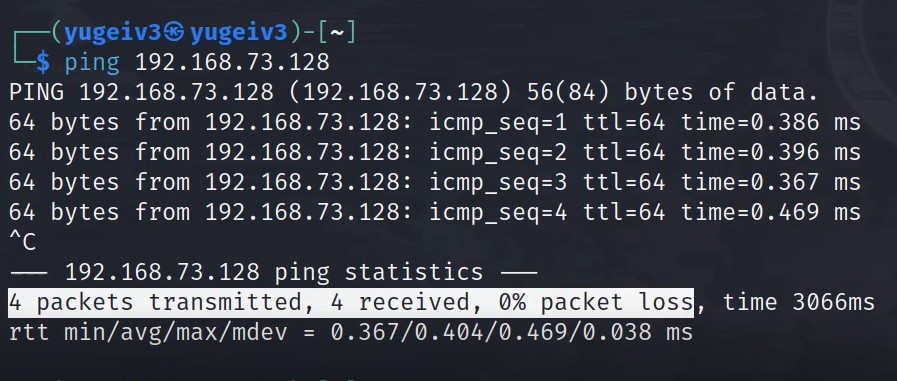 ┌──(yugeiv3㉿yugeiv3)-[~]
└─$ ping 192.168.73.128
PING 192.168.73.128 (192.168.73.128) 56(84) bytes of data.
64 bytes from 192.168.73.128: icmp_seq=1 ttl=64 time=0.386 ms
64 bytes from 192.168.73.128: icmp_seq=2 ttl=64 time=0.396 ms
64 bytes from 192.168.73.128: icmp_seq=3 ttl=64 time=0.367 ms
64 bytes from 192.168.73.128: icmp_seq=4 ttl=64 time=0.469 ms
^C
--- 192.168.73.128 ping statistics ---
4 packets transmitted, 4 received, 0% packet loss, time 3066ms
rtt min/avg/max/mdev = 0.367/0.404/0.469/0.038 ms